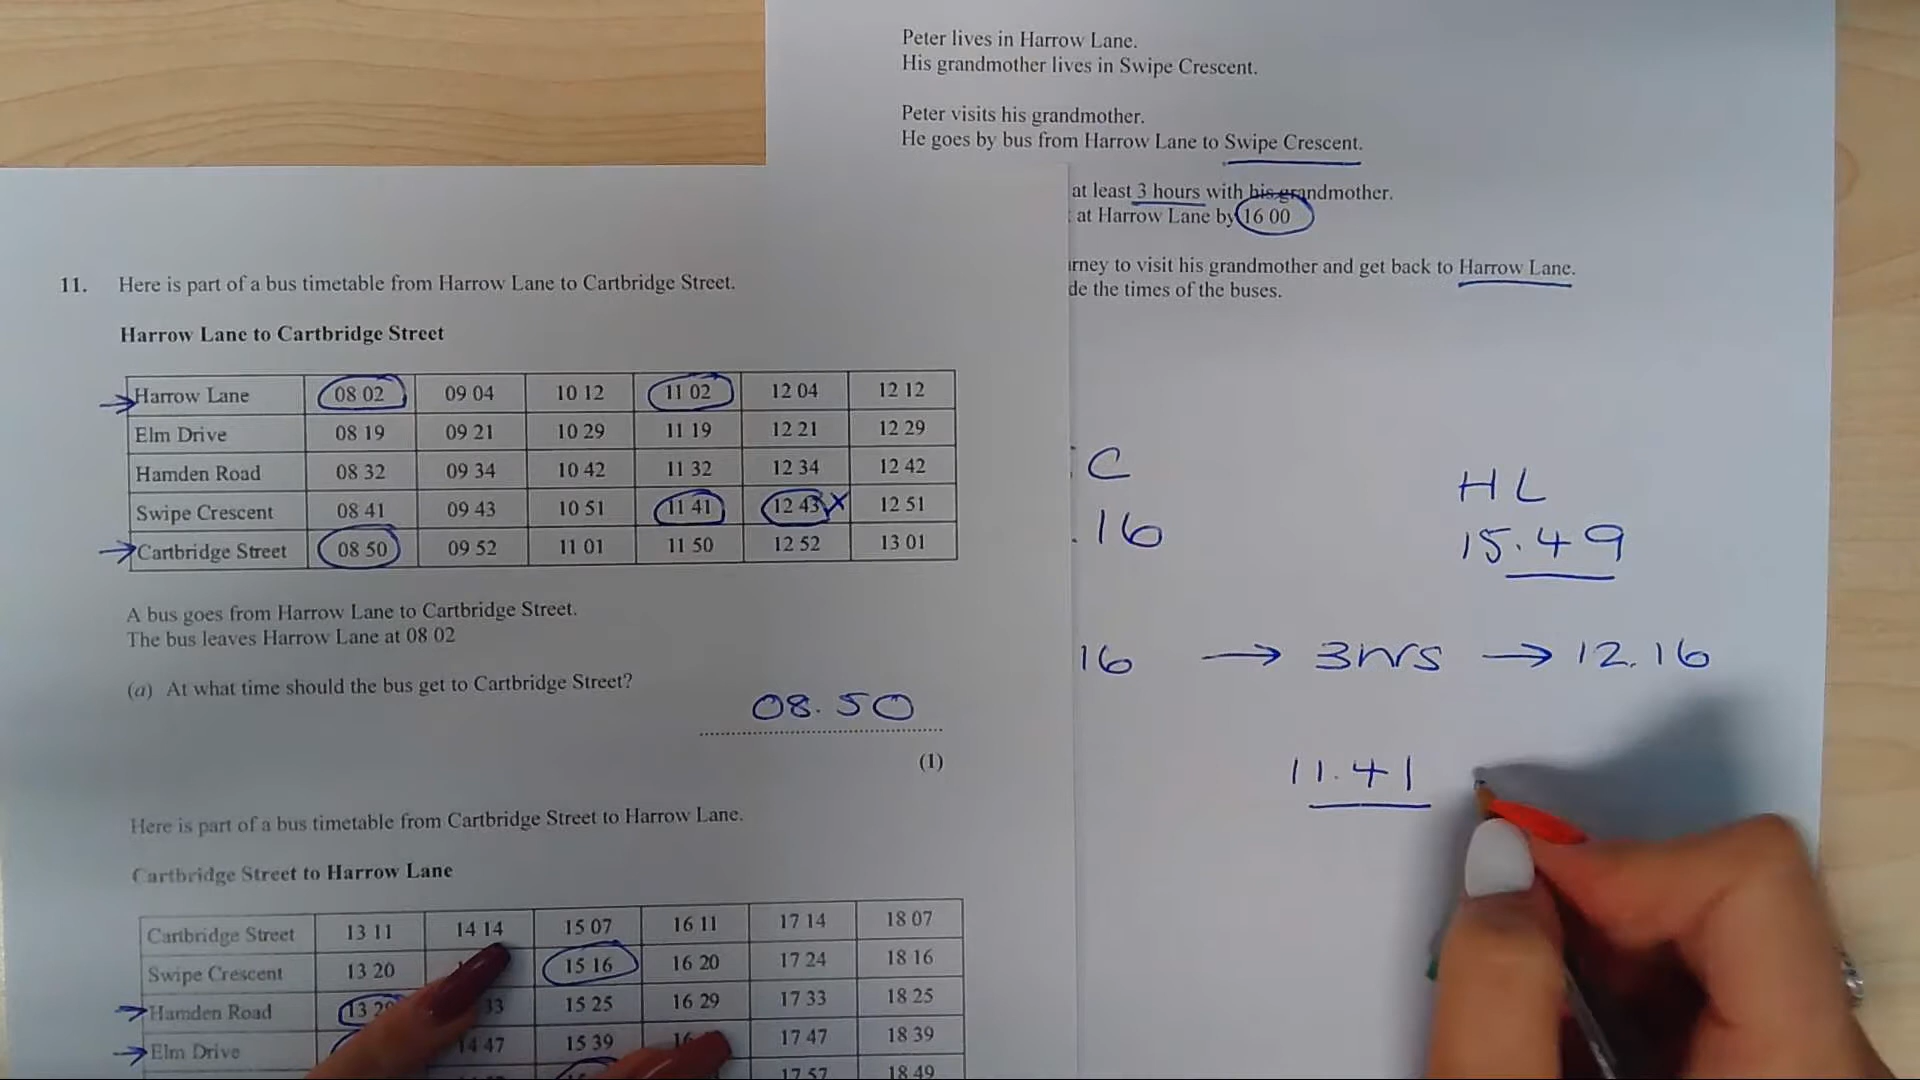 Peter lives in Harrow Lane.
His grandmother lives in Swipe Crescent.
Peter visits his grandmother.
He goes by bus from Harrow Lane to Swipe Crescent.
at least 3 hours with his grandmother.
at Harrow Lane by 16 00
journey to visit his grandmother and get back to Harrow Lane.
the times of the buses.
11. Here is part of a bus timetable from Harrow Lane to Cartbridge Street.
Harrow Lane to Cartbridge Street
Harrow Lane 08 02 09 04 10 12 11 02 12 04 12 12
Elm Drive 08 19 09 21 10 29 11 19 12 21 12 29
Hamden Road 08 32 09 34 10 42 11 32 12 34 12 42
Swipe Crescent 08 41 09 43 10 51 11 41 12 43 X 12 51
Cartbridge Street 08 50 09 52 11 01 11 50 12 52 13 01
A bus goes from Harrow Lane to Cartbridge Street.
The bus leaves Harrow Lane at 08 02
(a) At what time should the bus get to Cartbridge Street?
08.50
(1)
Here is part of a bus timetable from Cartbridge Street to Harrow Lane.
Cartbridge Street to Harrow Lane
Cartbridge Street 13 11 14 14 15 07 16 11 17 14 18 07
Swipe Crescent 13 20 15 16 16 20 17 24 18 16
Hamden Road 15 25 16 29 17 33 18 25
Elm Drive 14 47 15 39 17 47 18 39
17 57 18 49
C
.16
HL
15.49
16 → 3hrs → 12.16
11.41